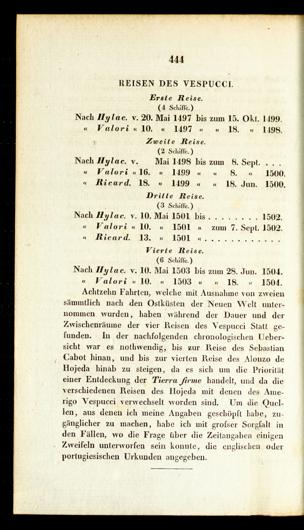 444
REISEN DES VESPUCCI.
Erste Reise.
(4 Schiffe.)
Nach Hylac. v. 20. Mai 1497 bis zum 15. Okt. 1499.
« Valori « 10. « 1497 « « 18. « 1498.
Zweite Reise.
(2 Schiffe.)
Nach Hylac. v. Mai 1498 bis zum 8. Sept. . . .
« Valori « 16. « 1499 « « 8. « 1500.
« Ricard. 18. « 1499 « « 18. Jun. 1500.
Dritte Reise.
(3 Schiffe.)
Nach Hylac. v. 10. Mai 1501 bis . . . . . . . . 1502.
« Valori « 10. « 1501 « zum 7. Sept. 1502.
« Ricard. 13. « 1501 « . . . . . . . . . . . .
Vierte Reise.
(6 Schiffe.)
Nach Hylac. v. 10. Mai 1503 bis zum 28. Jun. 1504.
« Valori « 10. « 1503 « « 18. « 1504.
Achtzehn Fahrten, welche mit Ausnahme von zweien
sämmtlich nach den Ostküsten der Neuen Welt unter-
nommen wurden, haben während der Dauer und der
Zwischenräume der vier Reisen des Vespucci Statt ge-
funden. In der nachfolgenden chronologischen Ueber-
sicht war es nothwendig, bis zur Reise des Sebastian
Cabot hinan, und bis zur vierten Reise des Alonzo de
Hojeda hinab zu steigen, da es sich um die Priorität
einer Entdeckung der Tierra firme handelt, und da die
verschiedenen Reisen des Hojeda mit denen des Ame-
rigo Vespucci verwechselt worden sind. Um die Quel-
len, aus denen ich meine Angaben geschöpft habe, zu-
gänglicher zu machen, habe ich mit grofser Sorgfalt in
den Fällen, wo die Frage über die Zeitangaben einigen
Zweifeln unterworfen sein konnte, die englischen oder
portugiesischen Urkunden angegeben.